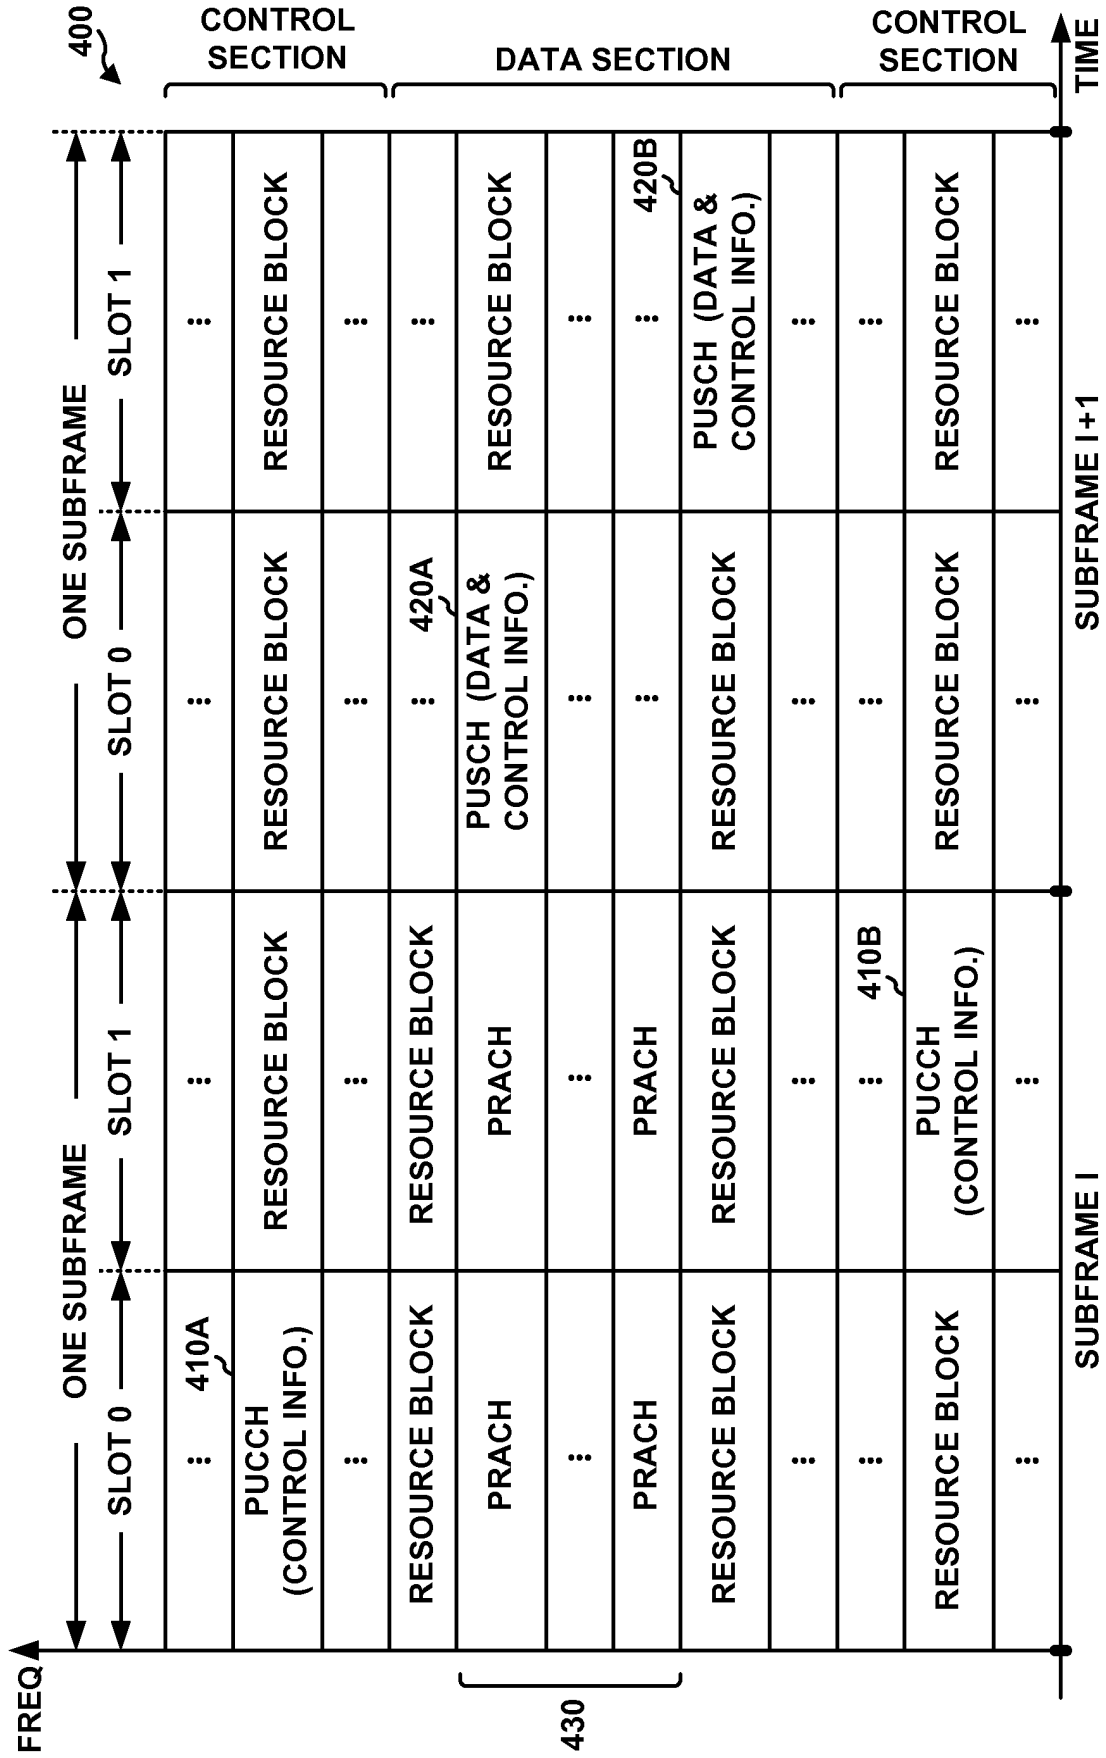 400
ONE SUBFRAME
ONE SUBFRAME
SLOT 0
SLOT 1
SLOT 0
SLOT 1
FREQ
CONTROL
SECTION
DATA SECTION
CONTROL
SECTION
...
410A
...
...
...
PUCCH
(CONTROL INFO.)
RESOURCE BLOCK
RESOURCE BLOCK
RESOURCE BLOCK
...
...
...
...
RESOURCE BLOCK
RESOURCE BLOCK
...
420A
...
430
PRACH
PRACH
PUSCH (DATA &
CONTROL INFO.)
RESOURCE BLOCK
...
...
...
...
PRACH
PRACH
...
...
420B
RESOURCE BLOCK
RESOURCE BLOCK
RESOURCE BLOCK
PUSCH (DATA &
CONTROL INFO.)
...
...
...
...
...
...
410B
...
...
RESOURCE BLOCK
PUCCH
(CONTROL INFO.)
RESOURCE BLOCK
RESOURCE BLOCK
...
...
...
...
SUBFRAME I
SUBFRAME I +1
TIME